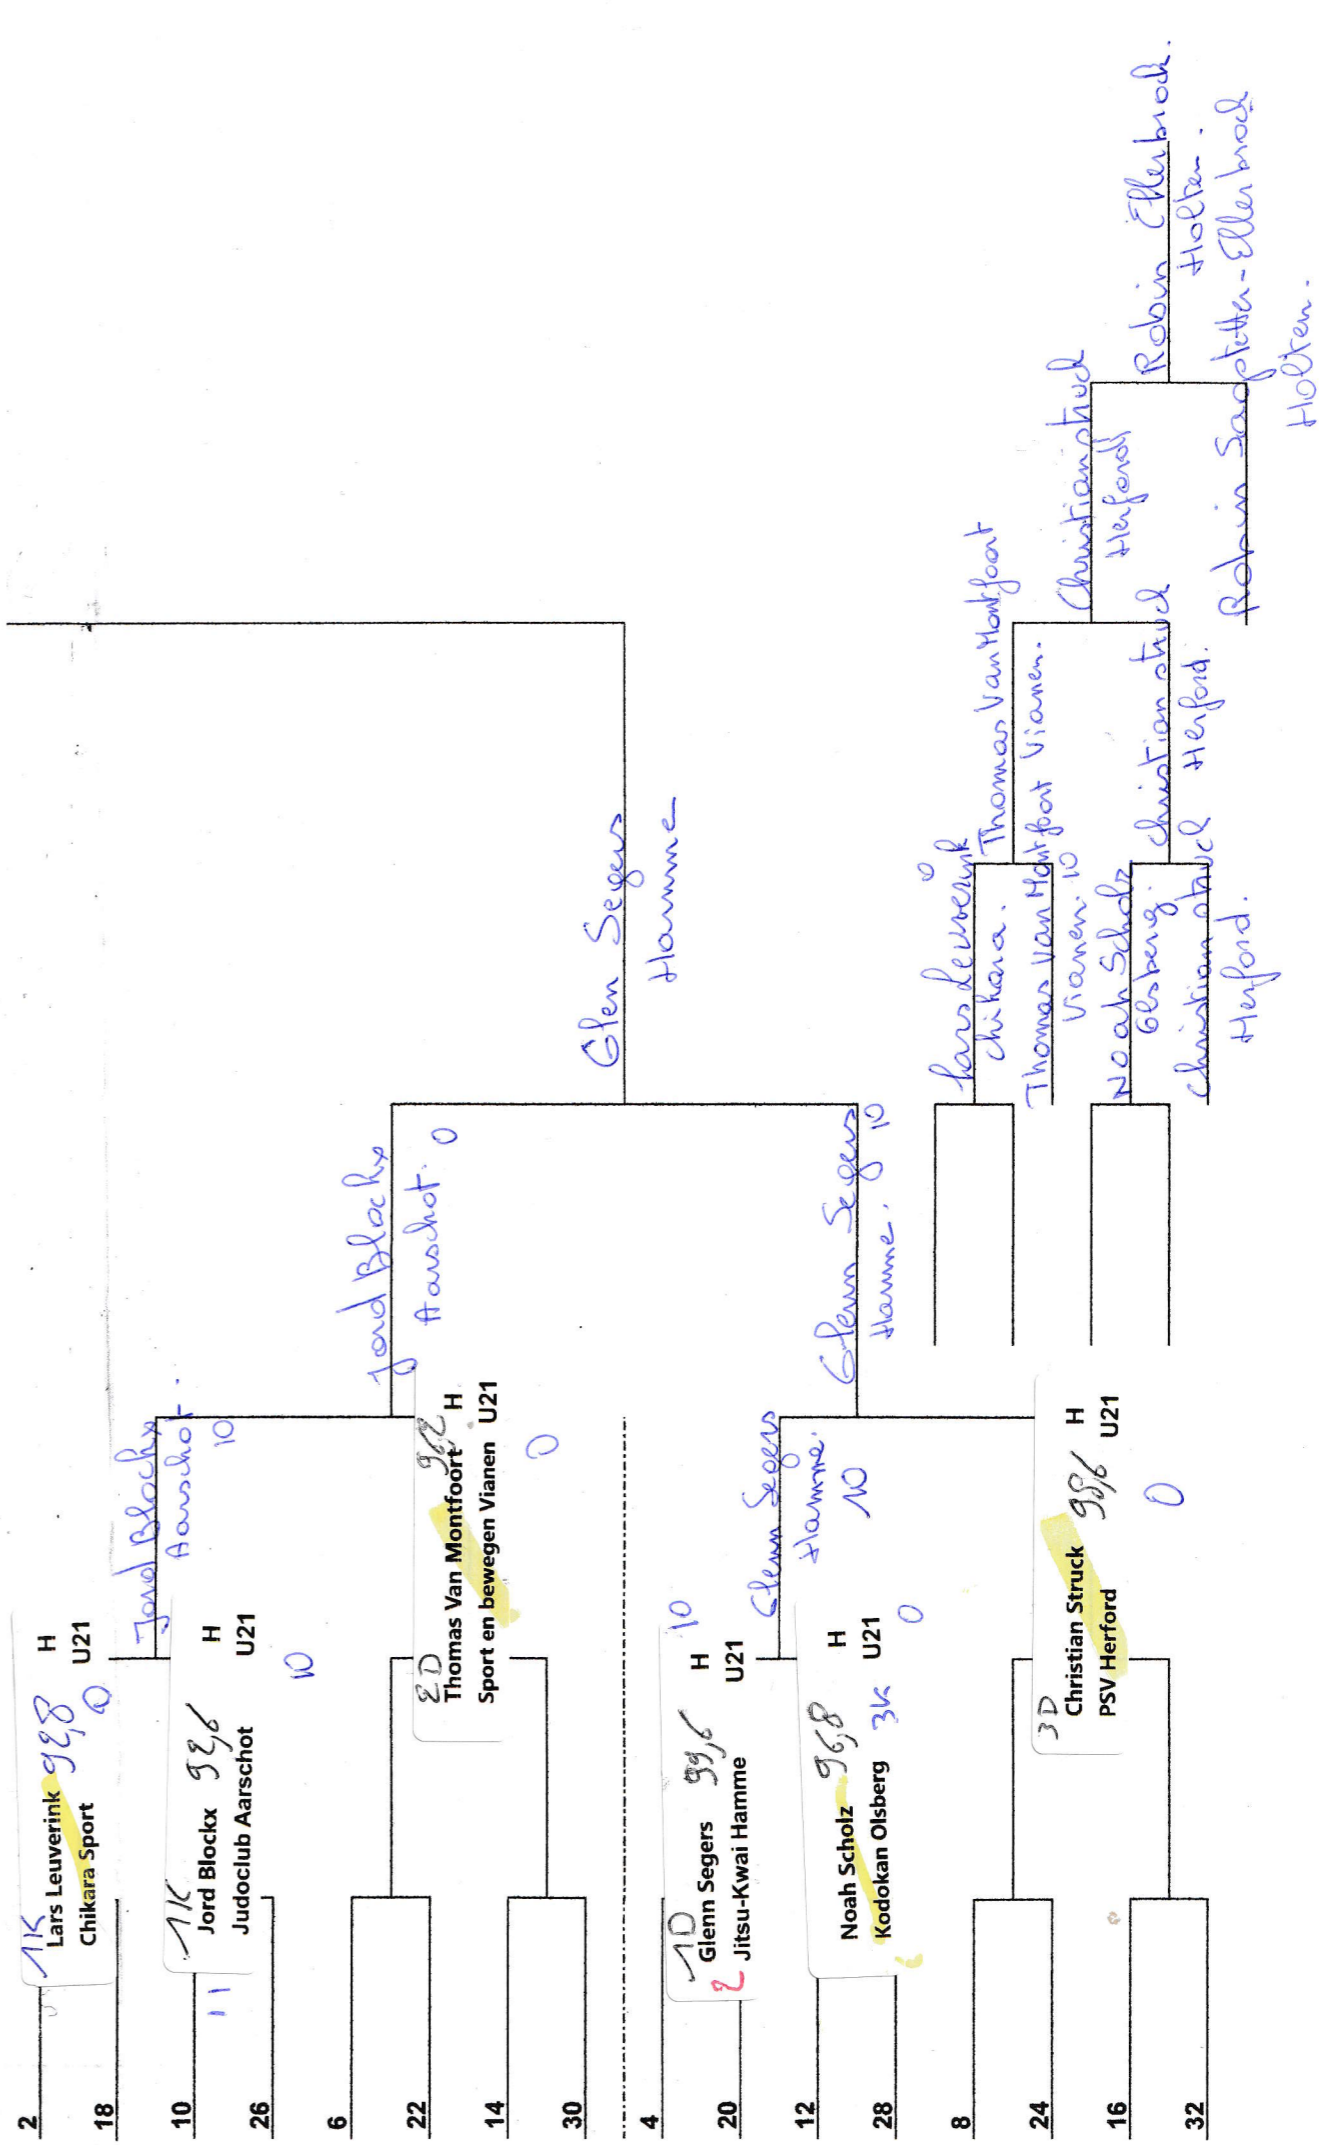 2
18
10
26
6
22
14
30
4
20
12
28
8
24
16
32
1K
Lars Leuverink 92,8 H
Chikara Sport U21
0
1K
Jord Blockx 92,6 H
Judoclub Aarschot U21
11
10
Jord Blockx
Aarschot.
10
2D
Thomas Van Montfoort 96,2 H
Sport en bewegen Vianen U21
0
Jord Blockx
Aarschot. 0
1D
Glenn Segers 99,6 H
2 Jitsu-Kwai Hamme U21
10
Noah Scholz 96,8 H
Kodokan Olsberg 3K U21
0
Glenn Segers
Hamme.
10
3D
Christian Struck 98,6 H
PSV Herford U21
0
Glenn Segers
Hamme. 10
Glen Segers
Hamme
Lars Leuverink 0
chikara.
Thomas Van Montfoort
Vianen. 10
Noah Scholz
Olsberg.
Christian struck
Herford.
Thomas Van Montfoort
Vianen.
Christian struck
Herford.
Christian struck
Herford
Robin
Holten.
Robin Ellerbrock.
Holten.